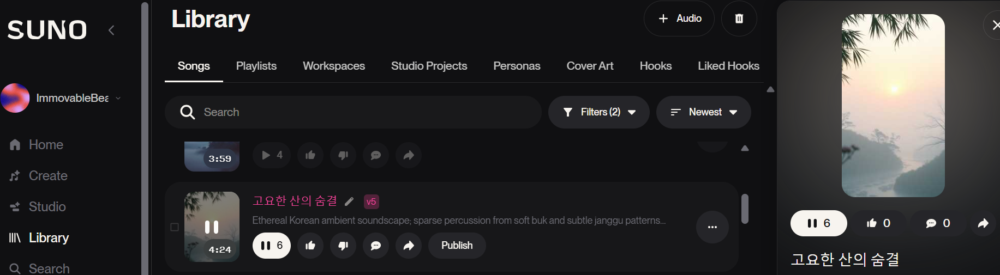 SUNO
ImmovableBea
Home
Create
Studio
Library
Search
Library
Audio
Songs Playlists Workspaces Studio Projects Personas Cover Art Hooks Liked Hooks
Search
Filters (2)
Newest
3:59
4
고요한 산의 숨결 v5
Ethereal Korean ambient soundscape; sparse percussion from soft buk and subtle janggu patterns...
4:24
6
Publish
6
0
0
고요한 산의 숨결